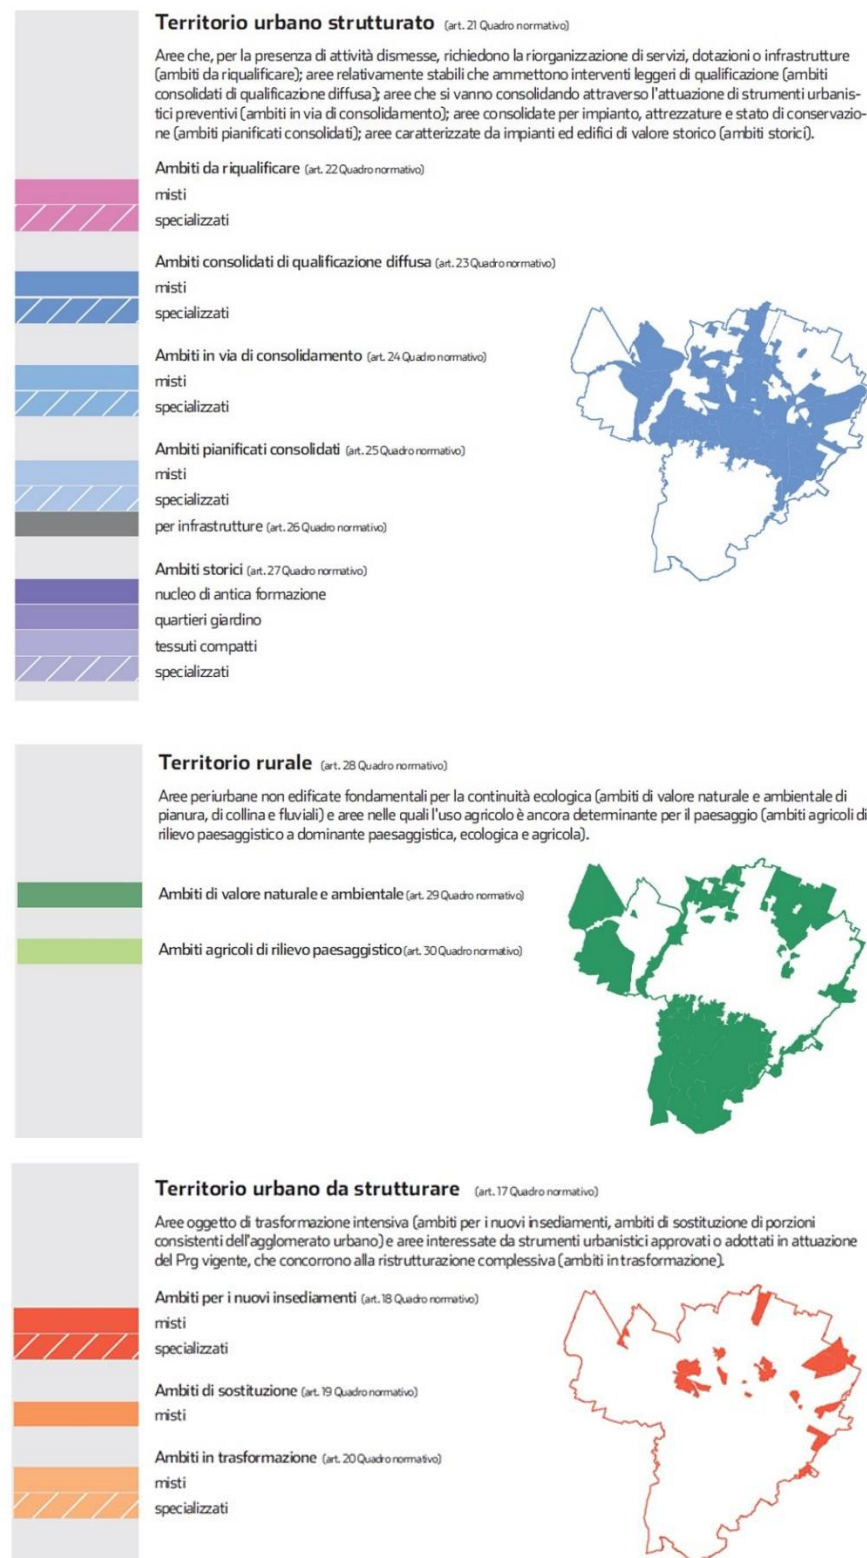 Territorio urbano strutturato (art. 21 Quadro normativo)
Aree che, per la presenza di attività dismesse, richiedono la riorganizzazione di servizi, dotazioni o infrastrutture
(ambiti da riqualificare); aree relativamente stabili che ammettono interventi leggeri di qualificazione (ambiti
consolidati di qualificazione diffusa); aree che si vanno consolidando attraverso l'attuazione di strumenti urbanis-
tici preventivi (ambiti in via di consolidamento); aree consolidate per impianto, attrezzature e stato di conservazio-
ne (ambiti pianificati consolidati); aree caratterizzate da impianti ed edifici di valore storico (ambiti storici).
Ambiti da riqualificare (art. 22 Quadro normativo)
misti
specializzati
Ambiti consolidati di qualificazione diffusa (art. 23 Quadro normativo)
misti
specializzati
Ambiti in via di consolidamento (art. 24 Quadro normativo)
misti
specializzati
Ambiti pianificati consolidati (art. 25 Quadro normativo)
misti
specializzati
per infrastrutture (art. 26 Quadro normativo)
Ambiti storici (art. 27 Quadro normativo)
nucleo di antica formazione
quartieri giardino
tessuti compatti
specializzati
Territorio rurale (art. 28 Quadro normativo)
Aree periurbane non edificate fondamentali per la continuità ecologica (ambiti di valore naturale e ambientale di
pianura, di collina e fluviali) e aree nelle quali l'uso agricolo è ancora determinante per il paesaggio (ambiti agricoli di
rilievo paesaggistico a dominante paesaggistica, ecologica e agricola).
Ambiti di valore naturale e ambientale (art. 29 Quadro normativo)
Ambiti agricoli di rilievo paesaggistico (art. 30 Quadro normativo)
Territorio urbano da strutturare (art. 17 Quadro normativo)
Aree oggetto di trasformazione intensiva (ambiti per i nuovi insediamenti, ambiti di sostituzione di porzioni
consistenti dell'agglomerato urbano) e aree interessate da strumenti urbanistici approvati o adottati in attuazione
del Prg vigente, che concorrono alla ristrutturazione complessiva (ambiti in trasformazione).
Ambiti per i nuovi insediamenti (art. 18 Quadro normativo)
misti
specializzati
Ambiti di sostituzione (art. 19 Quadro normativo)
misti
Ambiti in trasformazione (art. 20 Quadro normativo)
misti
specializzati